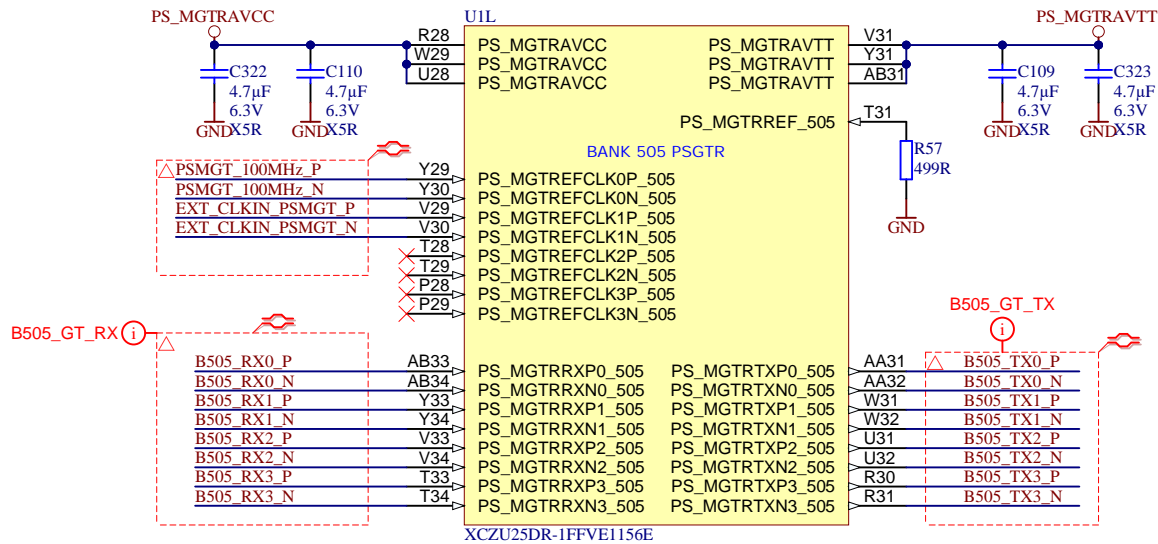 PS_MGTRAVCC
U1L
PS_MGTRAVTT
R28
PS_MGTRAVCC
PS_MGTRAVTT
V31
W29
PS_MGTRAVCC
PS_MGTRAVTT
Y31
U28
PS_MGTRAVCC
PS_MGTRAVTT
AB31
C322
4.7µF
6.3V
X5R
GND
C110
4.7µF
6.3V
X5R
GND
C109
4.7µF
6.3V
X5R
GND
C323
4.7µF
6.3V
X5R
GND
PS_MGTRREF_505
T31
R57
499R
GND
BANK 505 PSGTR
PSMGT_100MHz_P
Y29
PS_MGTREFCLK0P_505
PSMGT_100MHz_N
Y30
PS_MGTREFCLK0N_505
EXT_CLKIN_PSMGT_P
V29
PS_MGTREFCLK1P_505
EXT_CLKIN_PSMGT_N
V30
PS_MGTREFCLK1N_505
T28
PS_MGTREFCLK2P_505
T29
PS_MGTREFCLK2N_505
P28
PS_MGTREFCLK3P_505
P29
PS_MGTREFCLK3N_505
B505_GT_RX
i
B505_GT_TX
i
B505_RX0_P
AB33
PS_MGTRRXP0_505
PS_MGTRTXP0_505
AA31
B505_TX0_P
B505_RX0_N
AB34
PS_MGTRRXN0_505
PS_MGTRTXN0_505
AA32
B505_TX0_N
B505_RX1_P
Y33
PS_MGTRRXP1_505
PS_MGTRTXP1_505
W31
B505_TX1_P
B505_RX1_N
Y34
PS_MGTRRXN1_505
PS_MGTRTXN1_505
W32
B505_TX1_N
B505_RX2_P
V33
PS_MGTRRXP2_505
PS_MGTRTXP2_505
U31
B505_TX2_P
B505_RX2_N
V34
PS_MGTRRXN2_505
PS_MGTRTXN2_505
U32
B505_TX2_N
B505_RX3_P
T33
PS_MGTRRXP3_505
PS_MGTRTXP3_505
R30
B505_TX3_P
B505_RX3_N
T34
PS_MGTRRXN3_505
PS_MGTRTXN3_505
R31
B505_TX3_N
XCZU25DR-1FFVE1156E